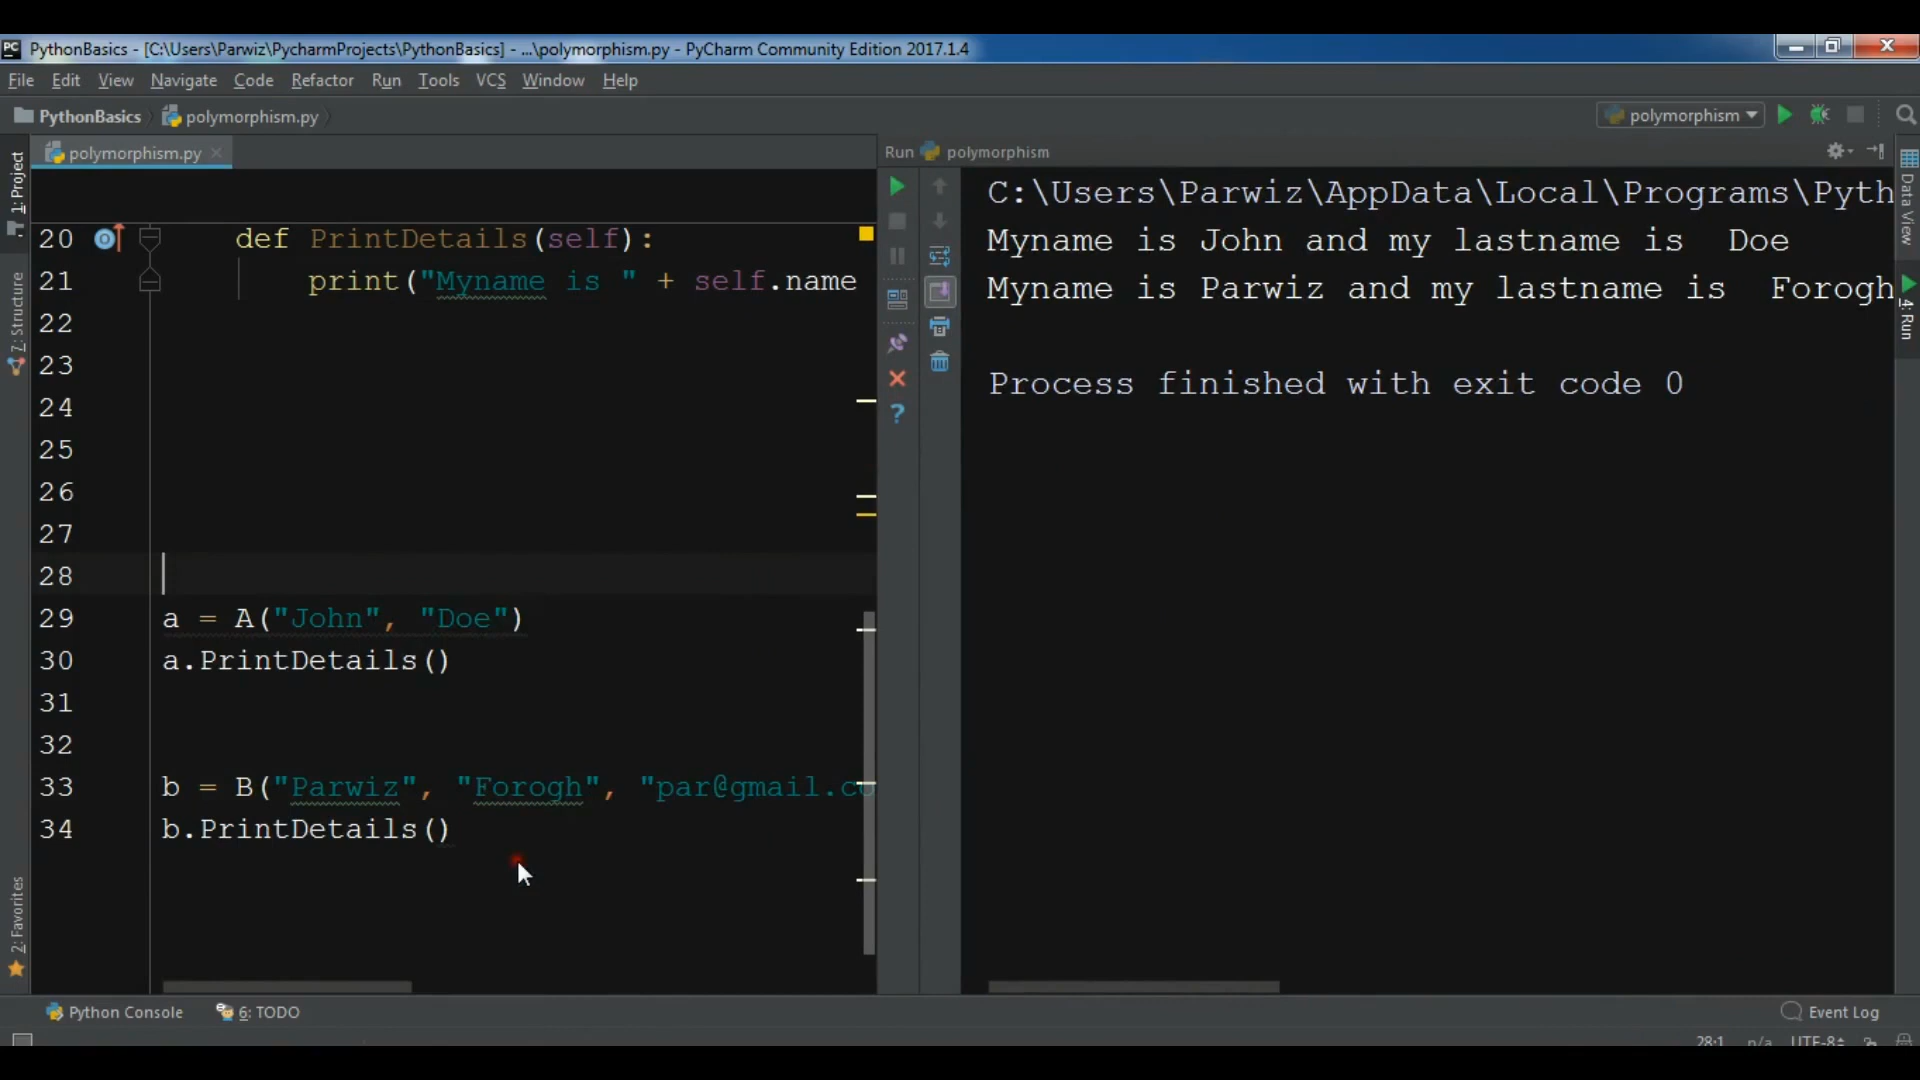 PC PythonBasics - [C:\Users\Parwiz\PycharmProjects\PythonBasics] - ...\polymorphism.py - PyCharm Community Edition 2017.1.4
File Edit View Navigate Code Refactor Run Tools VCS Window Help
PythonBasics polymorphism.py
polymorphism
polymorphism.py
Run polymorphism
1: Project
7: Structure
2: Favorites
20 def PrintDetails(self):
21 print("Myname is " + self.name
22
23
24
25
26
27
28
29 a = A("John", "Doe")
30 a.PrintDetails()
31
32
33 b = B("Parwiz", "Forogh", "par@gmail.co
34 b.PrintDetails()
C:\Users\Parwiz\AppData\Local\Programs\Pyth
Myname is John and my lastname is  Doe
Myname is Parwiz and my lastname is  Forogh
Process finished with exit code 0
Data View
4: Run
Python Console
6: TODO
Event Log
28:1 n/a UTF-8